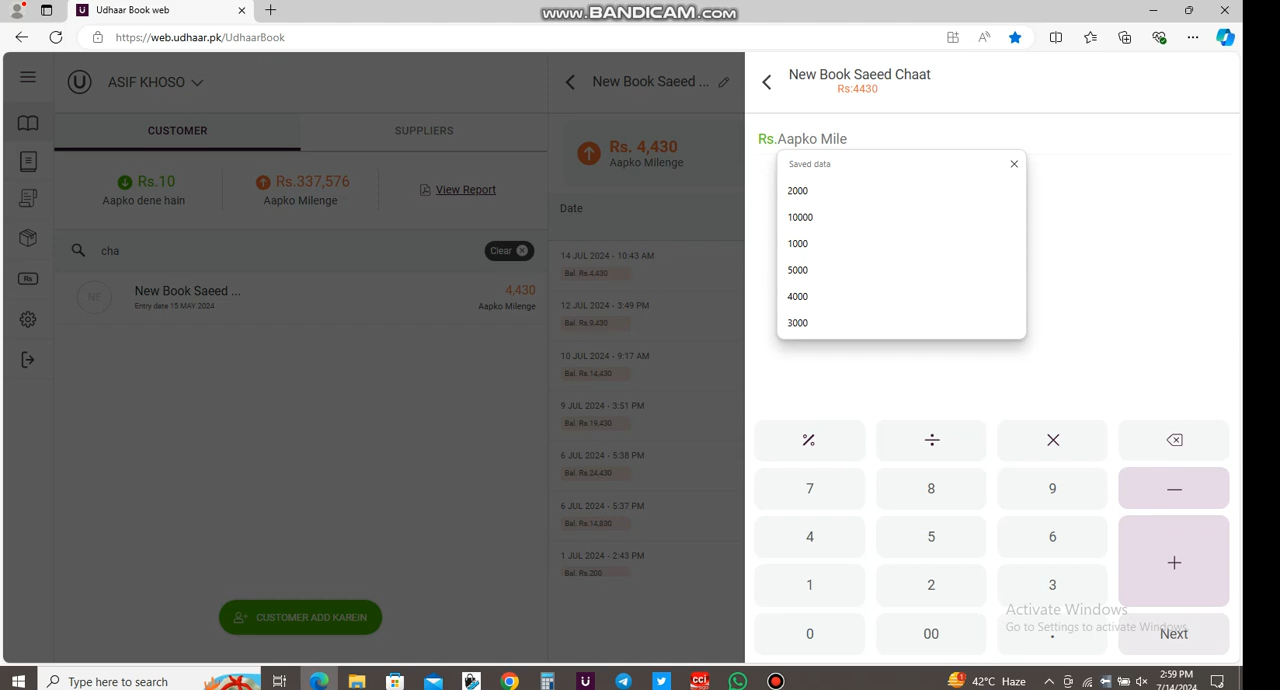 www.BANDICAM.com
Udhaar Book web
https://web.udhaar.pk/UdhaarBook
ASIF KHOSO
CUSTOMER
SUPPLIERS
Rs.10
Aapko dene hain
Rs.337,576
Aapko Milenge
View Report
cha
Clear
NE
New Book Saeed ...
Entry date 15 MAY 2024
4,430
Aapko Milenge
CUSTOMER ADD KAREIN
New Book Saeed ...
Rs. 4,430
Aapko Milenge
Date
14 JUL 2024 - 10:43 AM
Bal. Rs.4,430
12 JUL 2024 - 3:49 PM
Bal. Rs.9,430
10 JUL 2024 - 9:17 AM
Bal. Rs.14,430
9 JUL 2024 - 3:51 PM
Bal. Rs.19,430
6 JUL 2024 - 5:38 PM
Bal. Rs.24,430
6 JUL 2024 - 5:37 PM
Bal. Rs.14,830
1 JUL 2024 - 2:43 PM
Bal. Rs.200
New Book Saeed Chaat
Rs:4430
Rs.Aapko Mile
Saved data
2000
10000
1000
5000
4000
3000
% ÷ ×
7 8 9 —
4 5 6 +
1 2 3
0 00 . Next
Activate Windows
Go to Settings to activate Windows.
Type here to search
42°C Haze
2:59 PM
7/14/2024